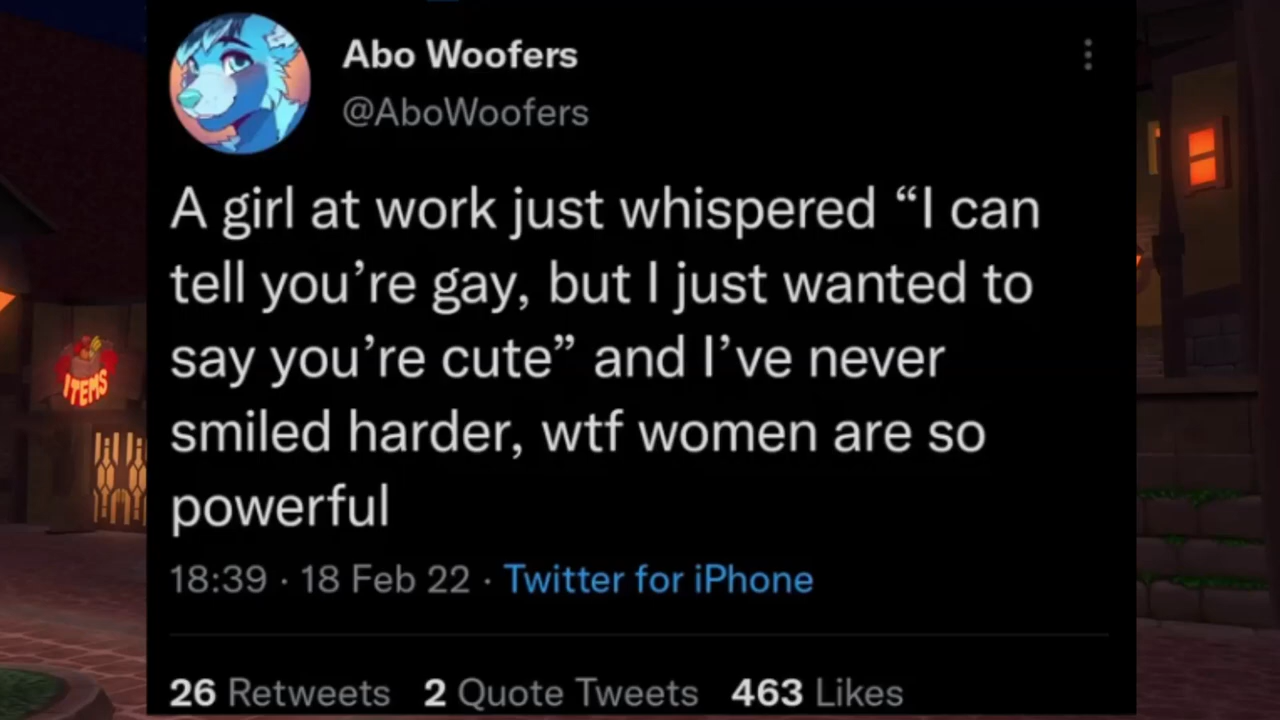 Abo Woofers
@AboWoofers
A girl at work just whispered “I can
tell you’re gay, but I just wanted to
say you’re cute” and I’ve never
smiled harder, wtf women are so
powerful
18:39 · 18 Feb 22 · Twitter for iPhone
26 Retweets 2 Quote Tweets 463 Likes
ITEMS